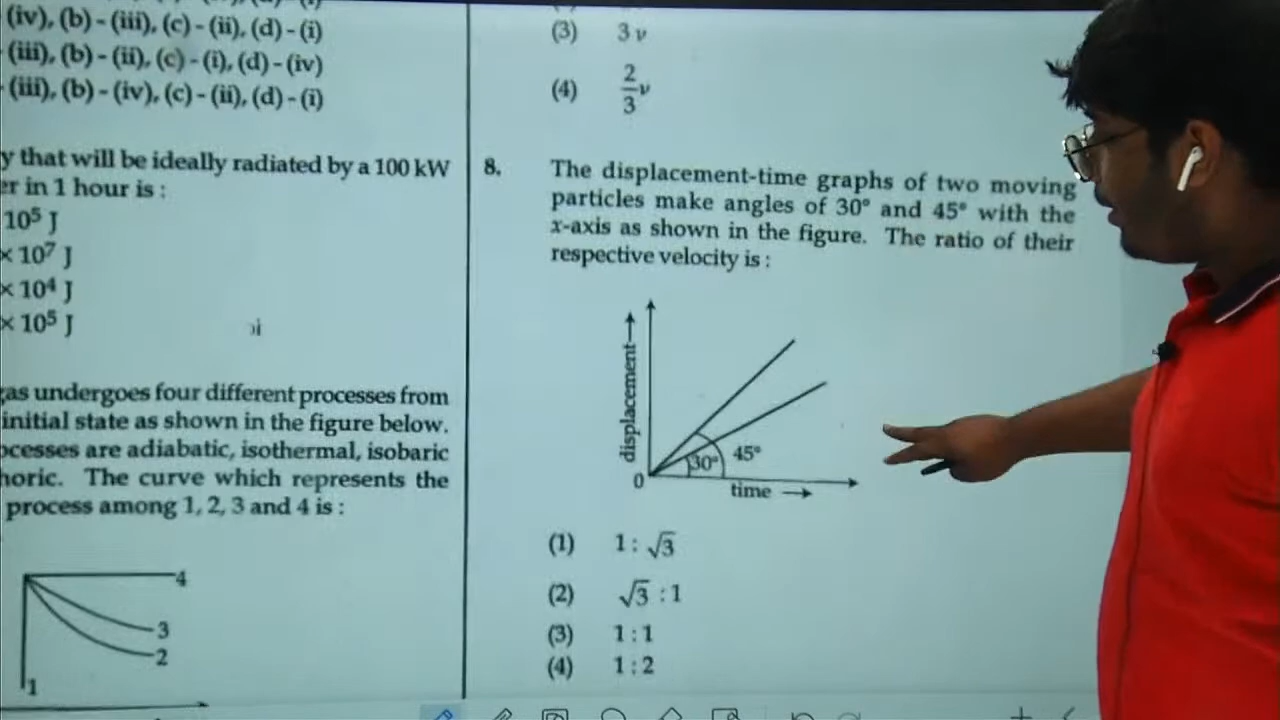 (iv), (b) - (iii), (c) - (ii), (d) - (i)
(iii), (b) - (ii), (c) - (i), (d) - (iv)
(iii), (b) - (iv), (c) - (ii), (d) - (i)
y that will be ideally radiated by a 100 kW
er in 1 hour is :
10⁵ J
× 10⁷ J
× 10⁴ J
× 10⁵ J
gas undergoes four different processes from
initial state as shown in the figure below.
ocesses are adiabatic, isothermal, isobaric
horic. The curve which represents the
process among 1, 2, 3 and 4 is :
4
3
2
1
(3) 3 ν
(4) 2/3 ν
8. The displacement-time graphs of two moving
particles make angles of 30° and 45° with the
x-axis as shown in the figure. The ratio of their
respective velocity is :
displacement→
45°
30°
0
time →
(1) 1 : √3
(2) √3 : 1
(3) 1 : 1
(4) 1 : 2